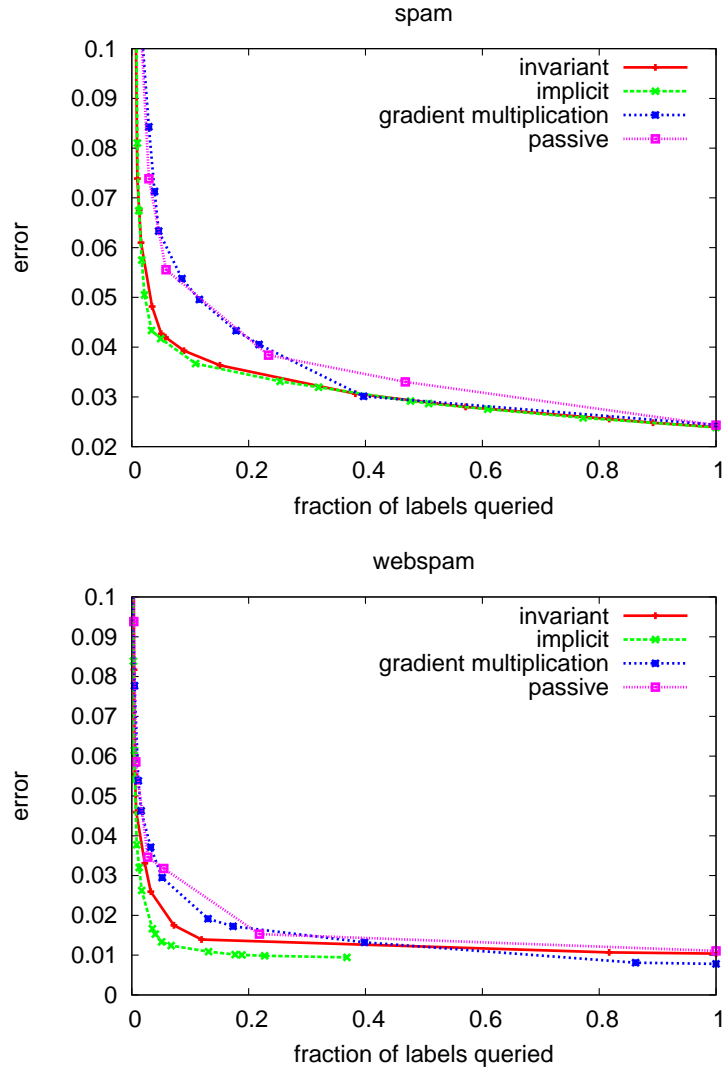 spam
0.1
0.09
0.08
0.07
0.06
0.05
0.04
0.03
0.02
error
invariant
implicit
gradient multiplication
passive
0 0.2 0.4 0.6 0.8 1
fraction of labels queried
webspam
0.1
0.09
0.08
0.07
0.06
0.05
0.04
0.03
0.02
0.01
0
error
invariant
implicit
gradient multiplication
passive
0 0.2 0.4 0.6 0.8 1
fraction of labels queried